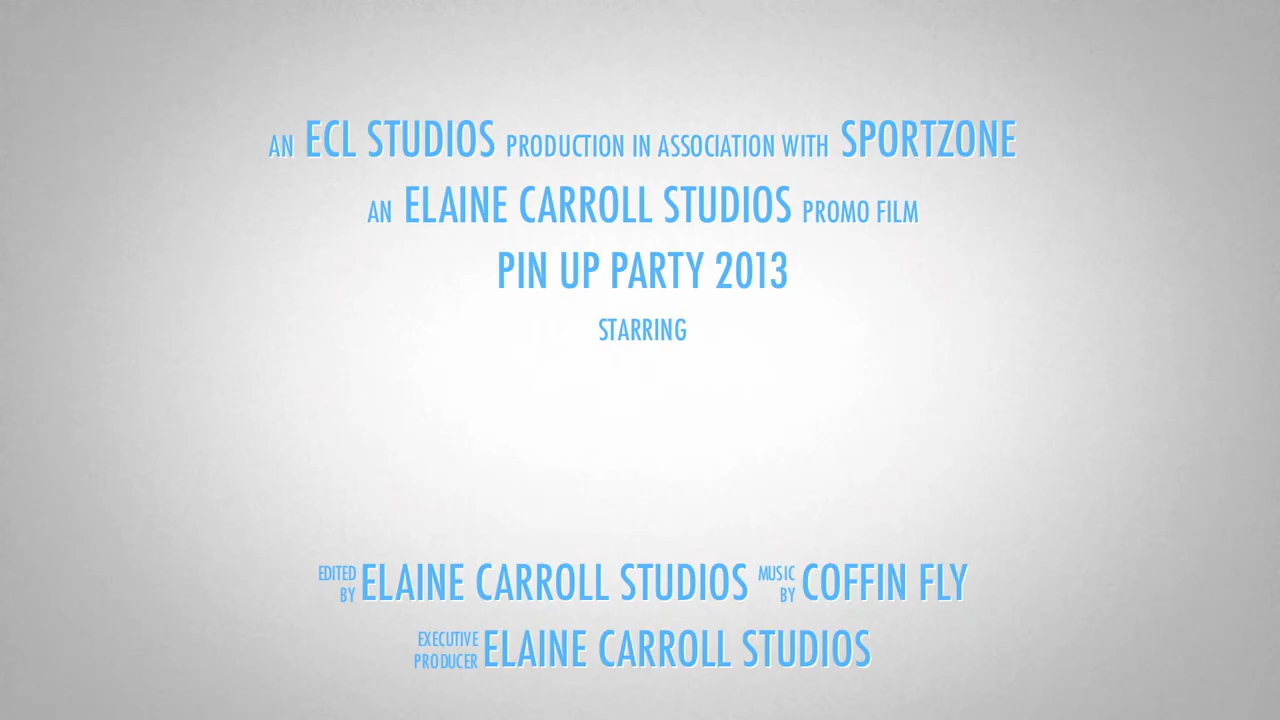 AN ECL STUDIOS PRODUCTION IN ASSOCIATION WITH SPORTZONE
AN ELAINE CARROLL STUDIOS PROMO FILM
PIN UP PARTY 2013
STARRING
EDITED BY ELAINE CARROLL STUDIOS MUSIC BY COFFIN FLY
EXECUTIVE PRODUCER ELAINE CARROLL STUDIOS